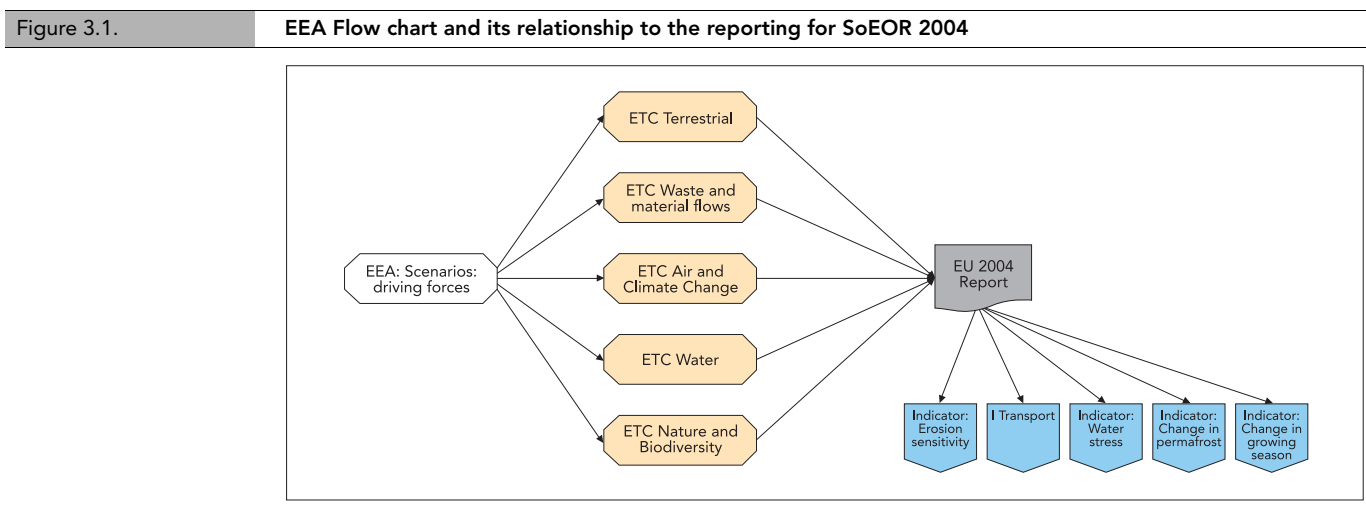 Figure 3.1.
EEA Flow chart and its relationship to the reporting for SoEOR 2004
ETC Terrestrial
ETC Waste and
material flows
EEA: Scenarios:
driving forces
ETC Air and
Climate Change
ETC Water
ETC Nature and
Biodiversity
EU 2004
Report
Indicator:
Erosion
sensitivity
I Transport
Indicator:
Water
stress
Indicator:
Change in
permafrost
Indicator:
Change in
growing
season